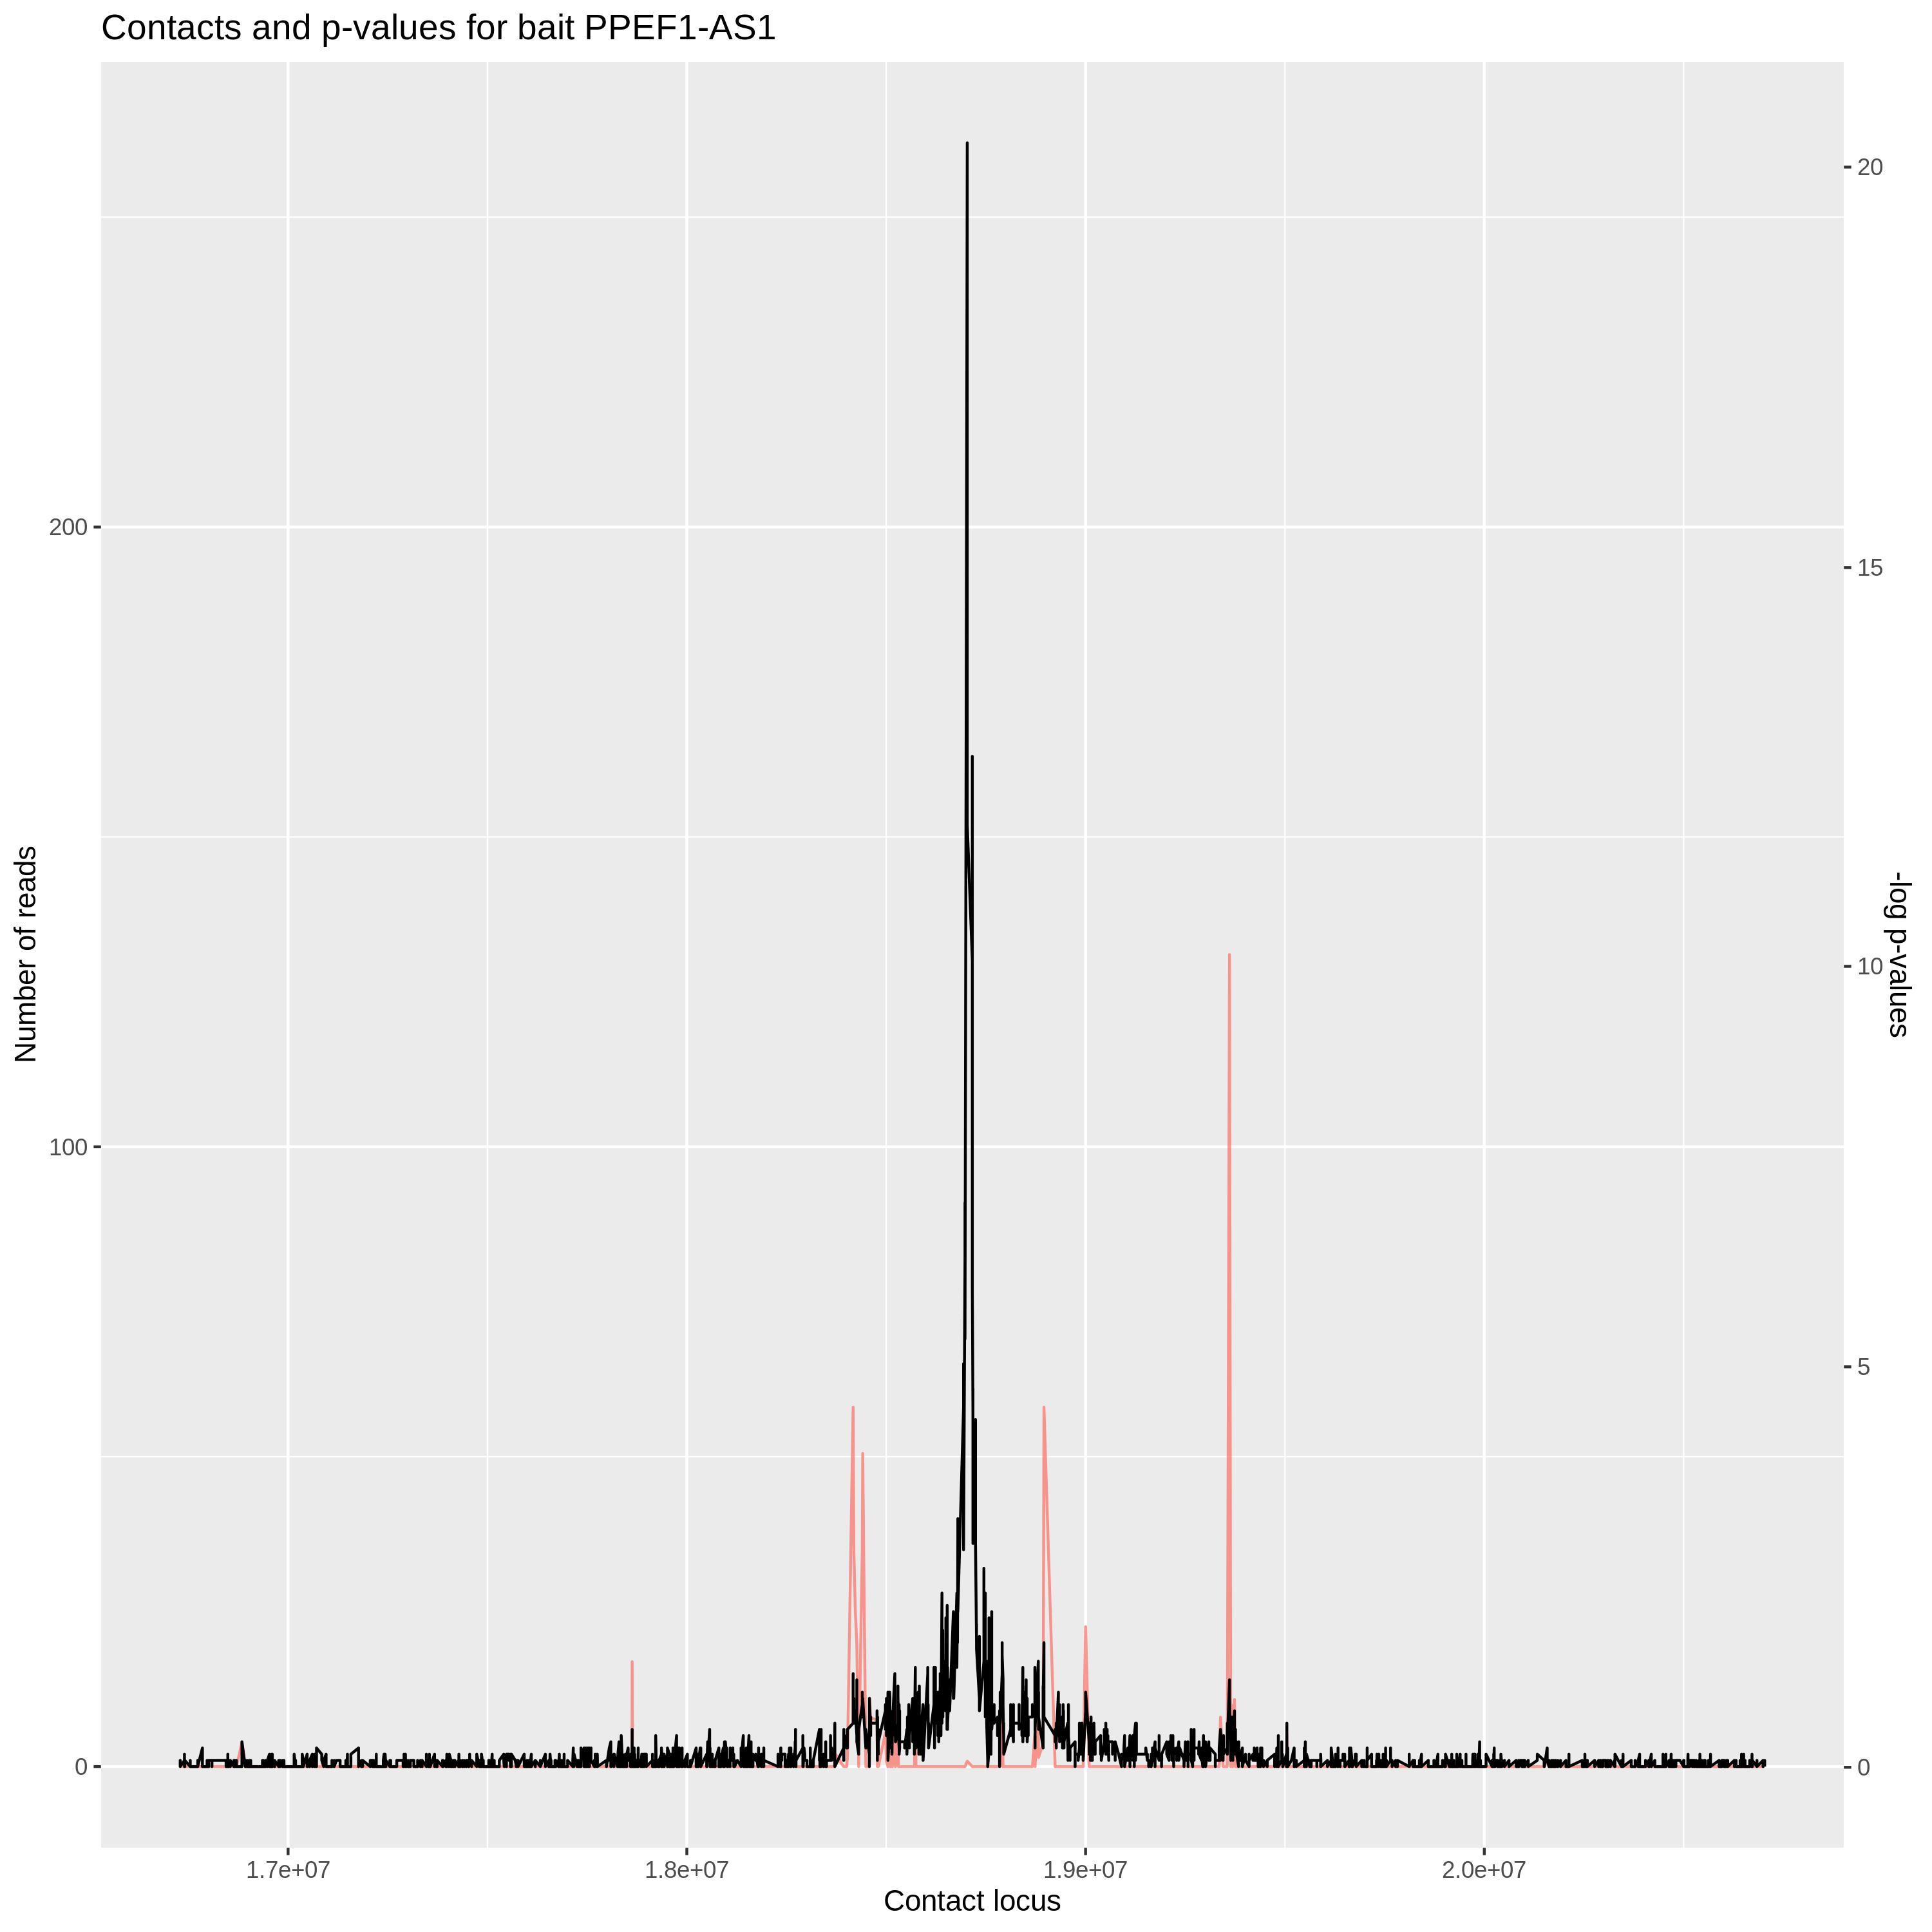 Contacts and p-values for bait PPEF1-AS1
Number of reads
200
100
0
20
15
10
5
0
-log p-values
1.7e+07 1.8e+07 1.9e+07 2.0e+07
Contact locus